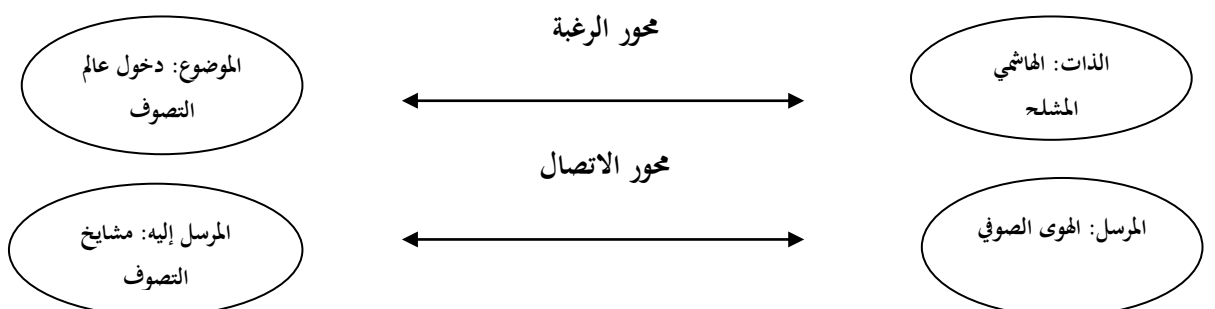 محور الرغبة
الذات: الهاشمي
المشلح
الموضوع: دخول عالم
التصوف
محور الاتصال
المرسل: الهوى الصوفي
المرسل إليه: مشايخ
التصوف